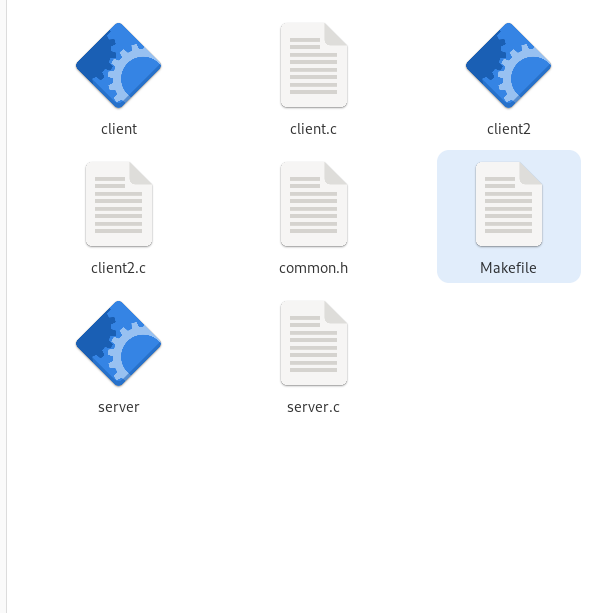 client
client.c
client2
client2.c
common.h
Makefile
server
server.c